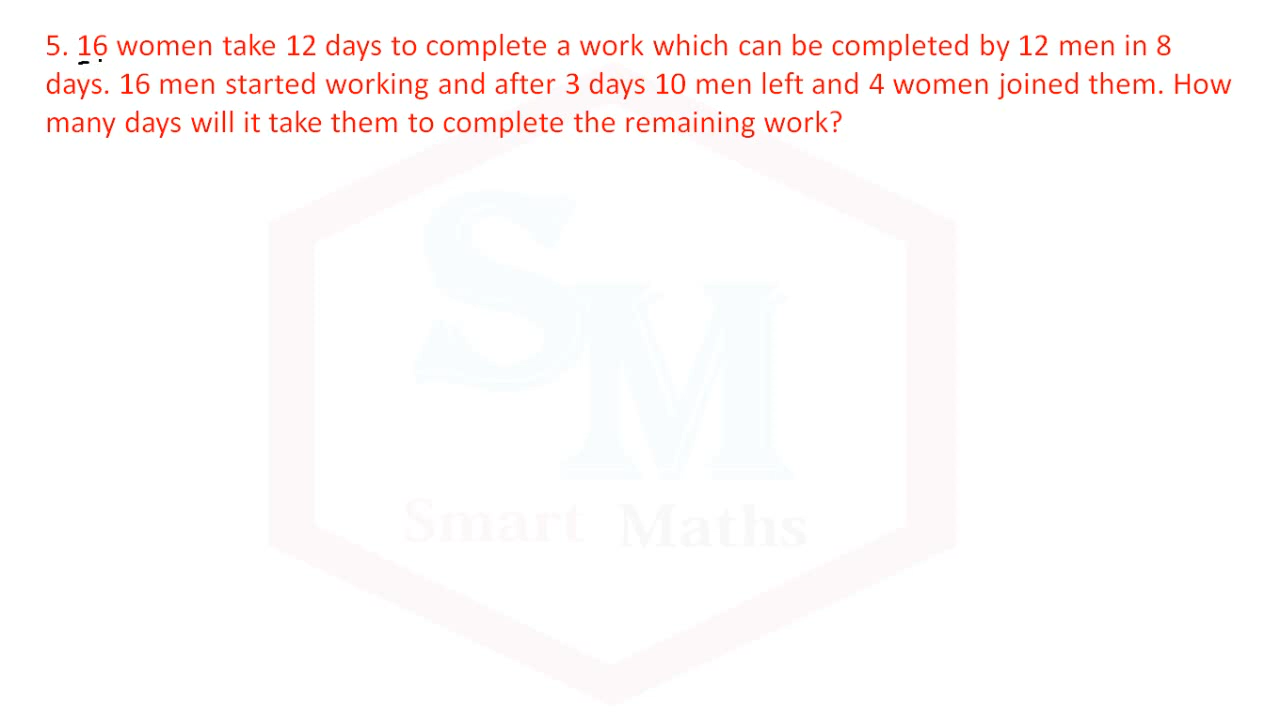 5. 16 women take 12 days to complete a work which can be completed by 12 men in 8
days. 16 men started working and after 3 days 10 men left and 4 women joined them. How
many days will it take them to complete the remaining work?
SM
Smart Maths